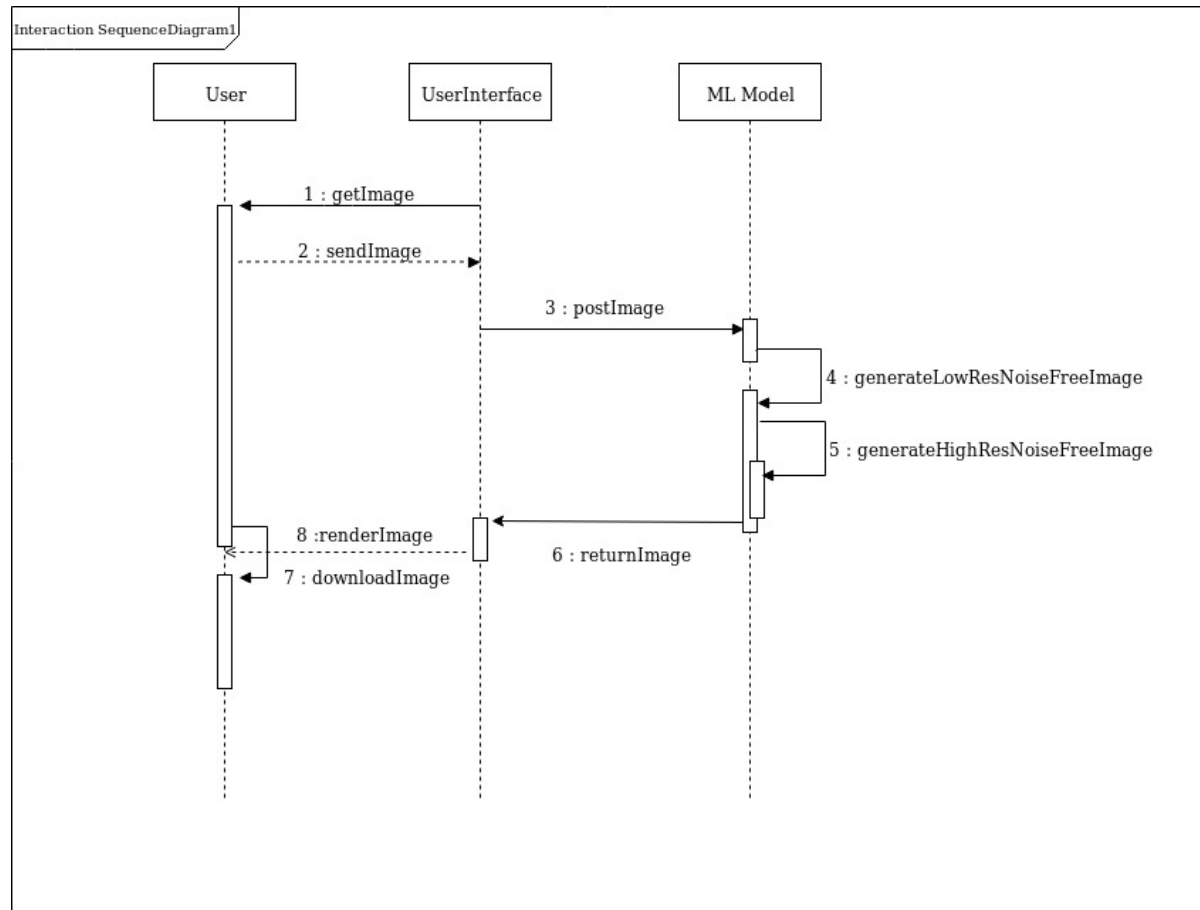 Interaction SequenceDiagram1
User
UserInterface
ML Model
1 : getImage
2 : sendImage
3 : postImage
4 : generateLowResNoiseFreeImage
5 : generateHighResNoiseFreeImage
8 :renderImage
6 : returnImage
7 : downloadImage